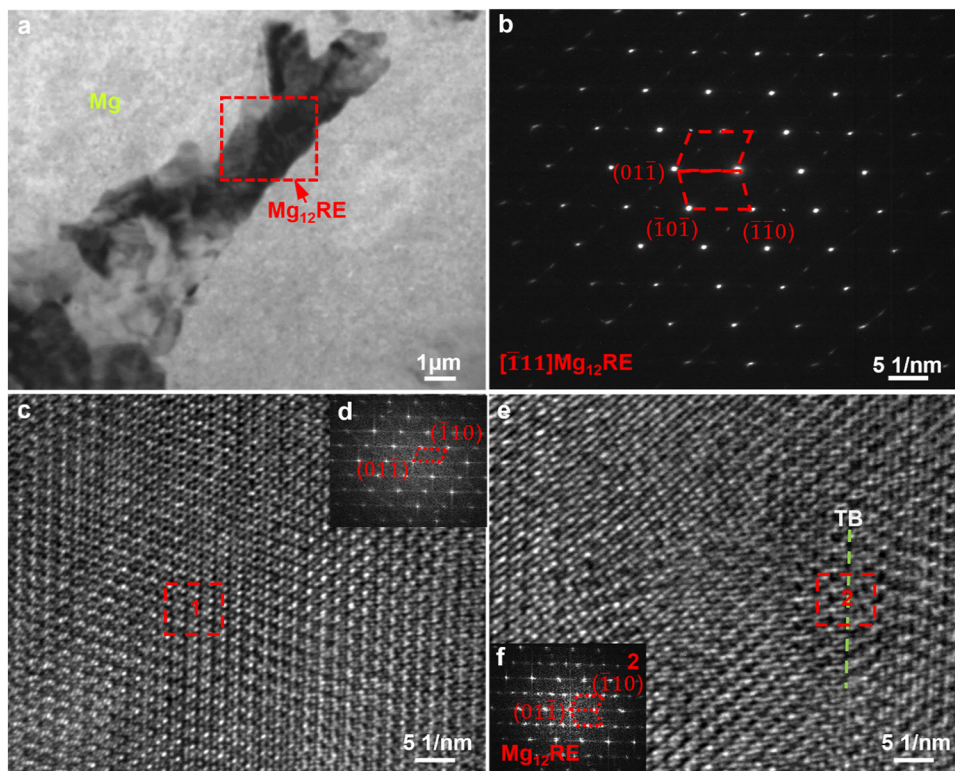 a
Mg
Mg₁₂RE
1μm
b
(011̄)
(1̄01̄)
(1̄1̄0)
[1̄11]Mg₁₂RE
5 1/nm
c
1
5 1/nm
d
(1̄10)
(011̄)
e
TB
2
5 1/nm
f
2
(1̄10)
(011̄)
Mg₁₂RE